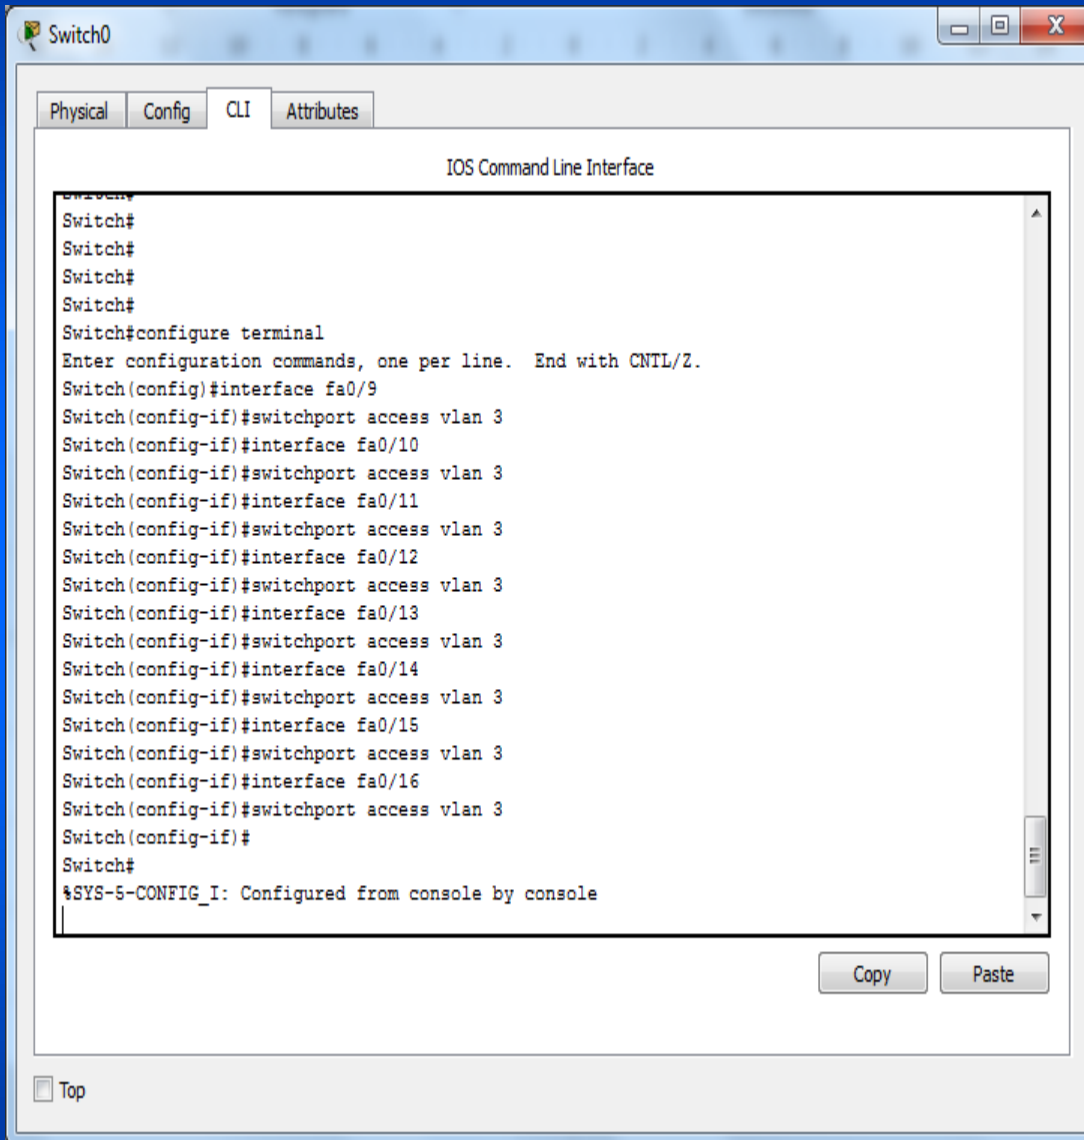 Switch0
Physical Config CLI Attributes
IOS Command Line Interface
Switch#
Switch#
Switch#
Switch#
Switch#configure terminal
Enter configuration commands, one per line.  End with CNTL/Z.
Switch(config)#interface fa0/9
Switch(config-if)#switchport access vlan 3
Switch(config-if)#interface fa0/10
Switch(config-if)#switchport access vlan 3
Switch(config-if)#interface fa0/11
Switch(config-if)#switchport access vlan 3
Switch(config-if)#interface fa0/12
Switch(config-if)#switchport access vlan 3
Switch(config-if)#interface fa0/13
Switch(config-if)#switchport access vlan 3
Switch(config-if)#interface fa0/14
Switch(config-if)#switchport access vlan 3
Switch(config-if)#interface fa0/15
Switch(config-if)#switchport access vlan 3
Switch(config-if)#interface fa0/16
Switch(config-if)#switchport access vlan 3
Switch(config-if)#
Switch#
%SYS-5-CONFIG_I: Configured from console by console
Copy Paste
Top